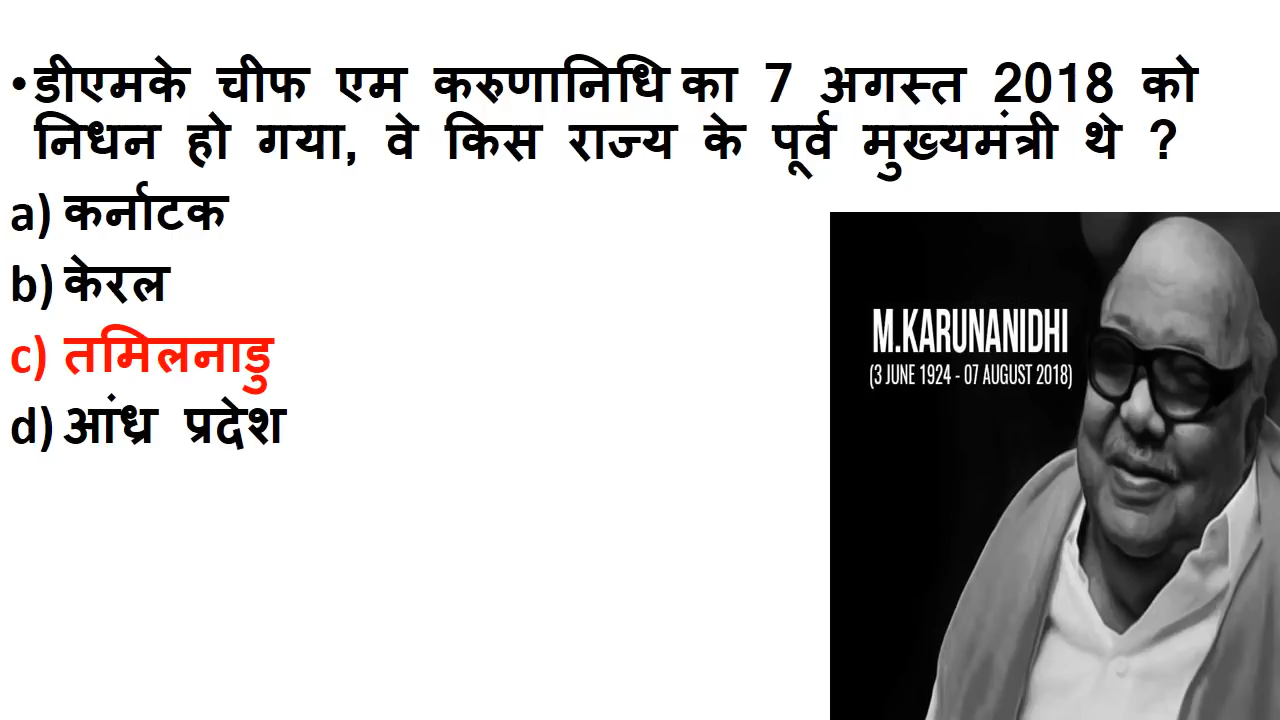 •डीएमके चीफ एम करुणानिधि का 7 अगस्त 2018 को
निधन हो गया, वे किस राज्य के पूर्व मुख्यमंत्री थे ?
a) कर्नाटक
b) केरल
c) तमिलनाडु
d) आंध्र प्रदेश
M.KARUNANIDHI
(3 JUNE 1924 - 07 AUGUST 2018)